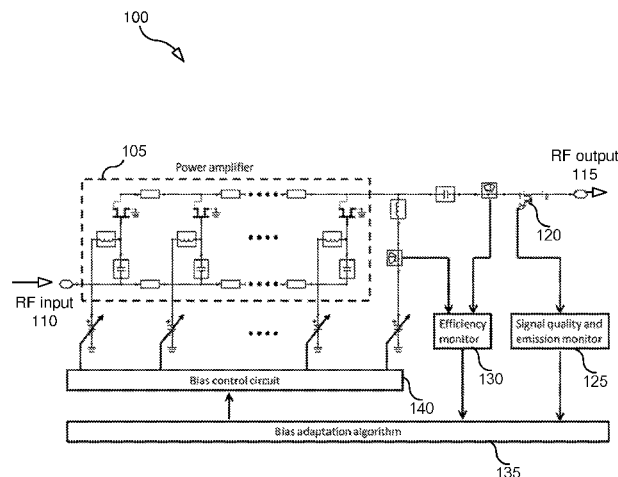 100
105
Power amplifier
RF output
115
120
RF input
110
Efficiency
monitor
130
Signal quality and
emission monitor
125
Bias control circuit
140
Bias adaptation algorithm
135